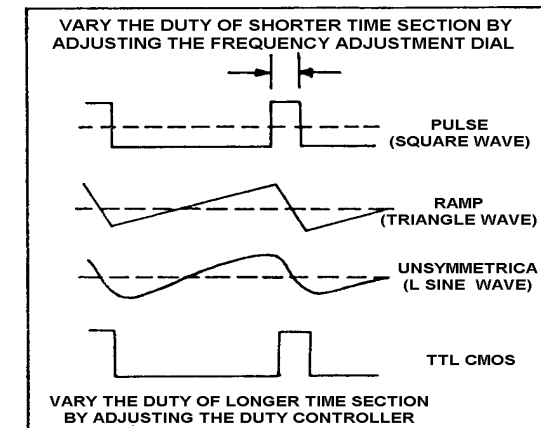 VARY THE DUTY OF SHORTER TIME SECTION BY
ADJUSTING THE FREQUENCY ADJUSTMENT DIAL
PULSE
(SQUARE WAVE)
RAMP
(TRIANGLE WAVE)
UNSYMMETRICA
(L SINE WAVE)
TTL CMOS
VARY THE DUTY OF LONGER TIME SECTION
BY ADJUSTING THE DUTY CONTROLLER